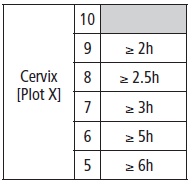 10
9 ≥ 2h
Cervix 8 ≥ 2.5h
[Plot X] 7 ≥ 3h
6 ≥ 5h
5 ≥ 6h